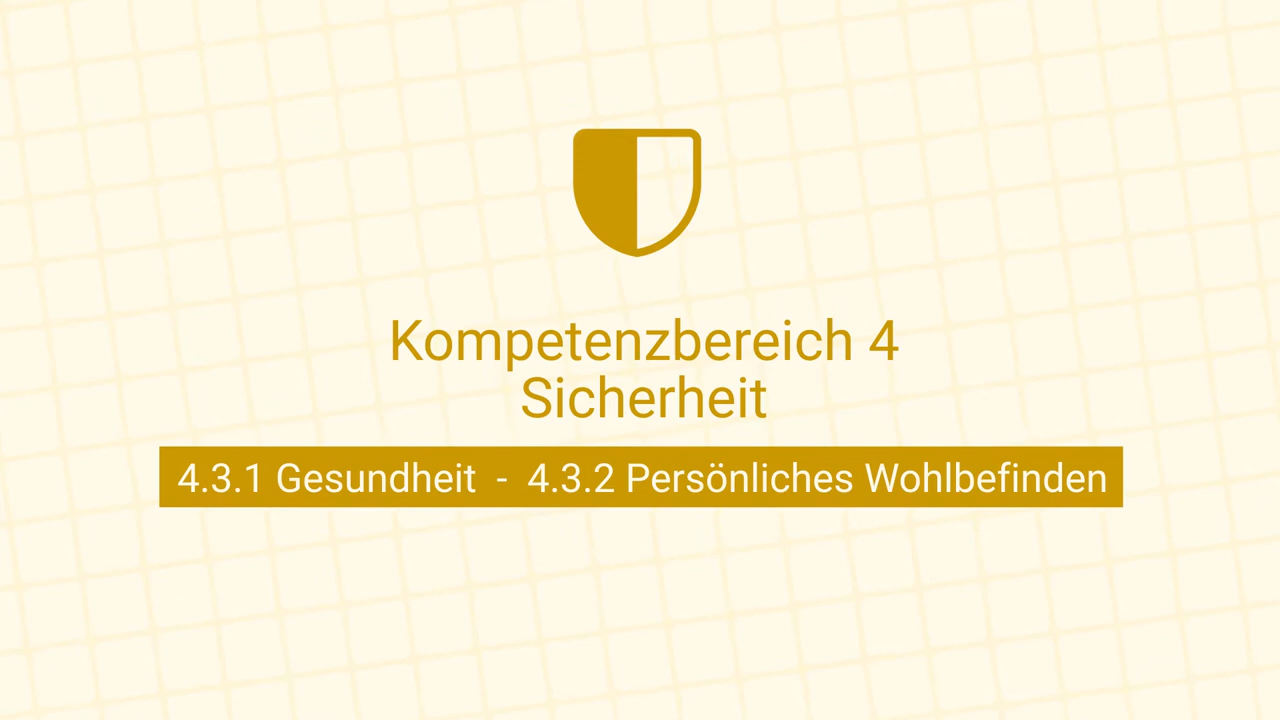 Kompetenzbereich 4
Sicherheit
4.3.1 Gesundheit - 4.3.2 Persönliches Wohlbefinden